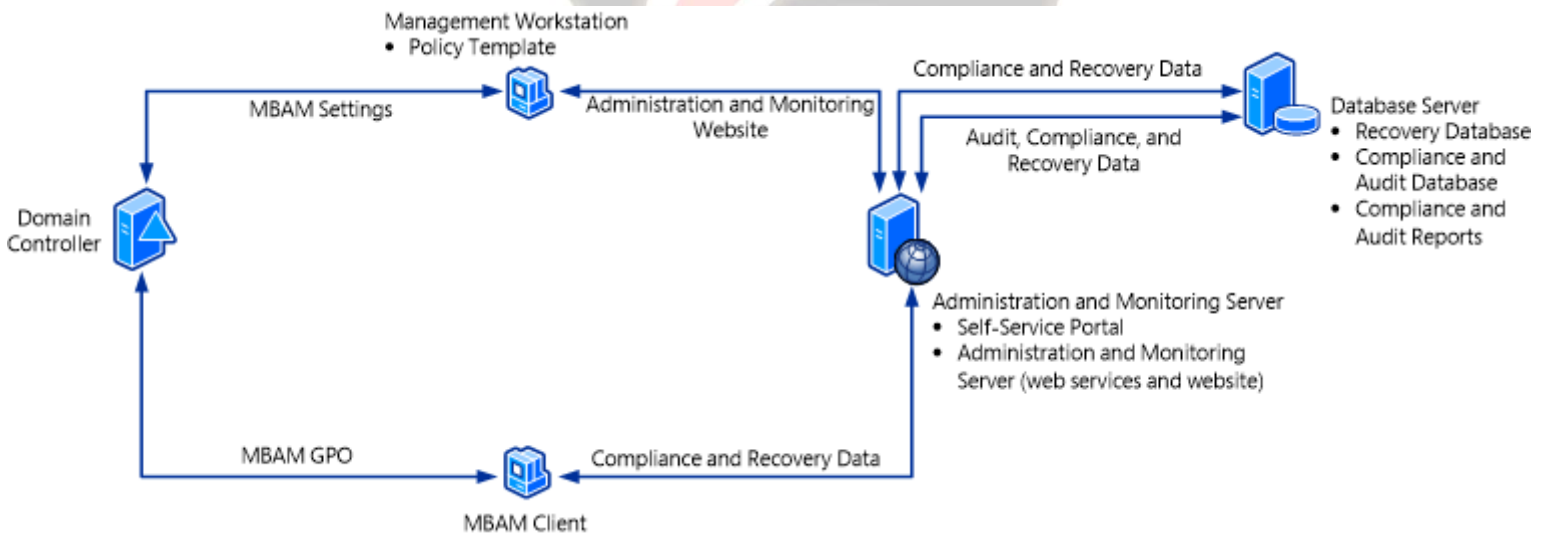 Management Workstation
• Policy Template
MBAM Settings
Administration and Monitoring
Website
Compliance and Recovery Data
Audit, Compliance, and
Recovery Data
Database Server
• Recovery Database
• Compliance and
Audit Database
• Compliance and
Audit Reports
Domain
Controller
Administration and Monitoring Server
• Self-Service Portal
• Administration and Monitoring
Server (web services and website)
MBAM GPO
Compliance and Recovery Data
MBAM Client